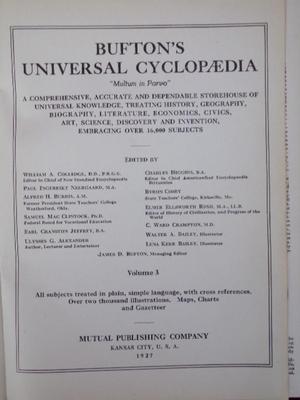 BUFTON'S
UNIVERSAL CYCLOPÆDIA
"Multum in Parvo"
A COMPREHENSIVE, ACCURATE AND DEPENDABLE STOREHOUSE OF
UNIVERSAL KNOWLEDGE, TREATING HISTORY, GEOGRAPHY,
BIOGRAPHY, LITERATURE, ECONOMICS, CIVICS,
ART, SCIENCE, DISCOVERY AND INVENTION,
EMBRACING OVER 16,000 SUBJECTS
EDITED BY
WILLIAM A. COLLEDGE, D.D., F.R.G.S.
Editor in Chief of New Standard Encyclopaedia
PAUL INGERSREY NEERGAARD, M.A.
ALFRED H. BURRIS, A.M.
Former President State Teachers' College
Weatherford, Okla.
SAMUEL MAC CLINTOCK, Ph.D.
Federal Board for Vocational Education
EARL CRANSTON JEFFREY, B.A.
ULYSSES G. ALEXANDER
Author, Lecturer and Entertainer
CHARLES HIGGINS, B.A.
Editor in Chief Americanized Encyclopaedia
Britannica
BYRON COSBY
State Teachers' College, Kirksville, Mo.
ELMER ELLSWORTH ROSE, M.A., LL.B.
Editor of History of Civilization, and Progress of the
World
C. WARD CRAMPTON, M.D.
WALTER A. BAILEY, Illustrator
LENA KERR BAILEY, Illustrator
JAMES D. BUFTON, Managing Editor
Volume 3
All subjects treated in plain, simple language, with cross references.
Over two thousand illustrations, Maps, Charts
and Gazetteer
MUTUAL PUBLISHING COMPANY
KANSAS CITY, U. S. A.
1927